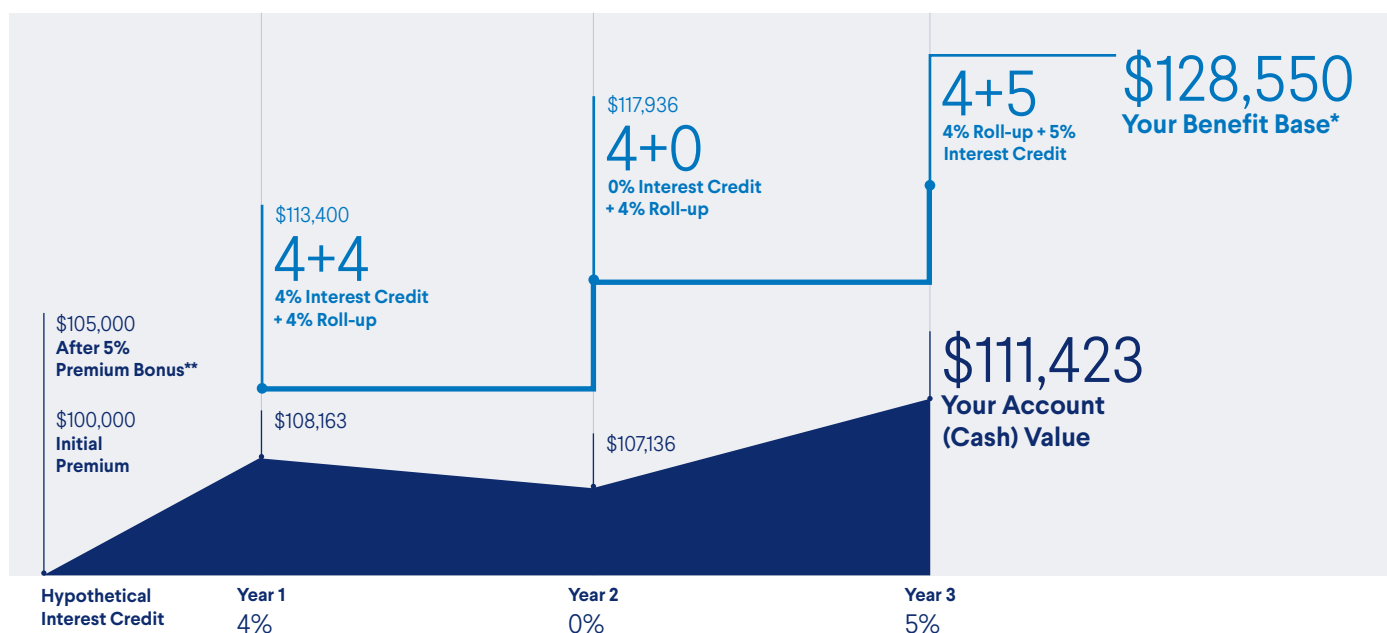 $105,000
After 5%
Premium Bonus**
$100,000
Initial
Premium
$113,400
4+4
4% Interest Credit
+ 4% Roll-up
$108,163
$117,936
4+0
0% Interest Credit
+ 4% Roll-up
$107,136
4+5
4% Roll-up + 5%
Interest Credit
$128,550
Your Benefit Base*
$111,423
Your Account
(Cash) Value
Hypothetical
Interest Credit
Year 1
4%
Year 2
0%
Year 3
5%